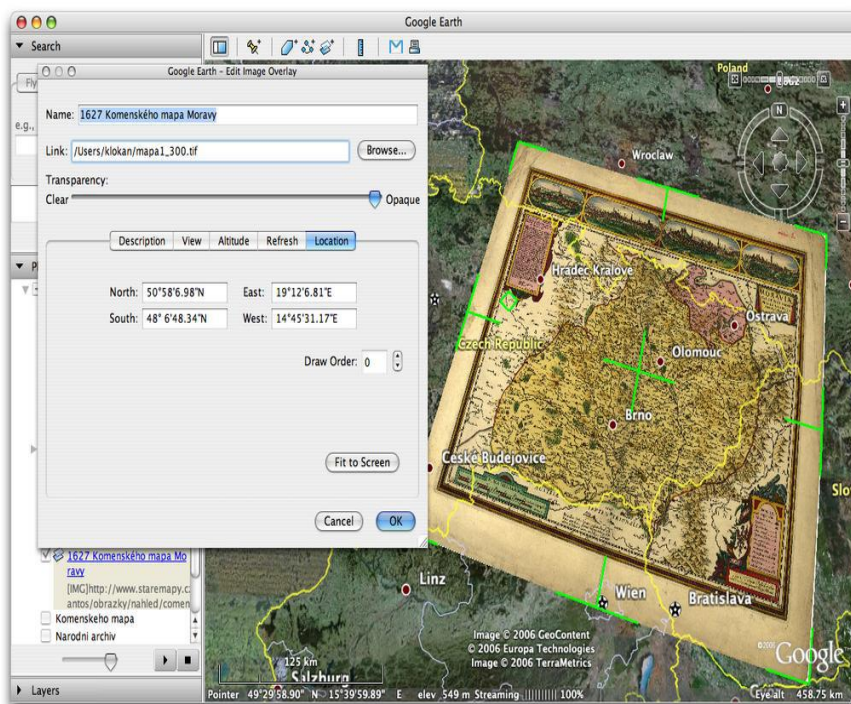 Google Earth
Search
Google Earth - Edit Image Overlay
Fly
e.g.,
Name: 1627 Komenského mapa Moravy
Link: /Users/klokan/mapa1_300.tif Browse...
Transparency:
Clear Opaque
Description View Altitude Refresh Location
North: 50°58'6.98"N East: 19°12'6.81"E
South: 48° 6'48.34"N West: 14°45'31.17"E
Draw Order: 0
Fit to Screen
Cancel OK
1627 Komenského mapa Mo
ravy
[IMG]http://www.staremapy.c
antos/obrazky/nahled/comen
Komenskeho mapa
Narodni archiv
Layers
Poland
N
Wroclaw
Hradec Kralove
Ostrava
Czech Republic
Olomouc
Brno
České Budejovice
Slo
Linz
Wien
Bratislava
Image © 2006 GeoContent
© 2006 Europa Technologies
Image © 2006 TerraMetrics
©2005 Google
125 km
Salzburg
Pointer 49°29'58.90" N 15°39'59.89" E elev 549 m Streaming 100% Eye alt 458.75 km